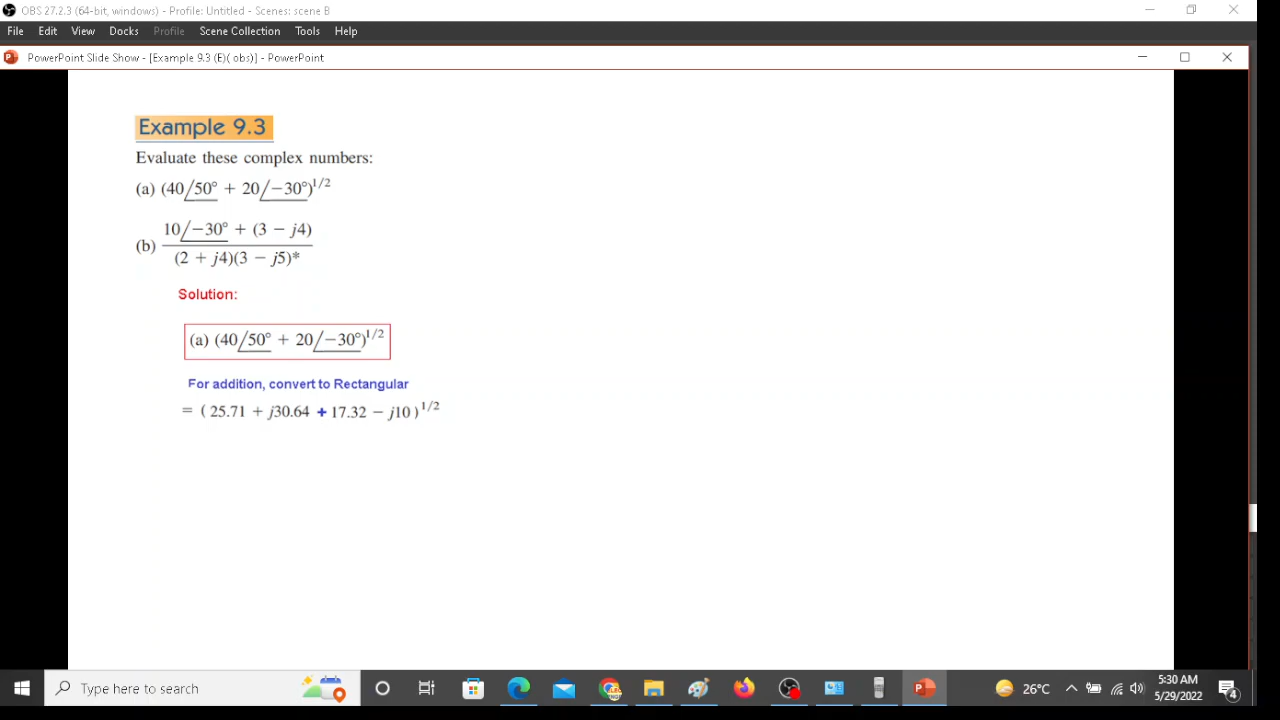 OBS 27.2.3 (64-bit, windows) - Profile: Untitled - Scenes: scene B
File Edit View Docks Profile Scene Collection Tools Help
PowerPoint Slide Show - [Example 9.3 (E)( obs)] - PowerPoint
Example 9.3
Evaluate these complex numbers:
(a) (40/50° + 20/−30°)^1/2
10/−30° + (3 − j4)
(b)
(2 + j4)(3 − j5)*
Solution:
(a) (40/50° + 20/−30°)^1/2
For addition, convert to Rectangular
= ( 25.71 + j30.64 + 17.32 − j10 )^1/2
Type here to search
26°C
5:30 AM
5/29/2022
4